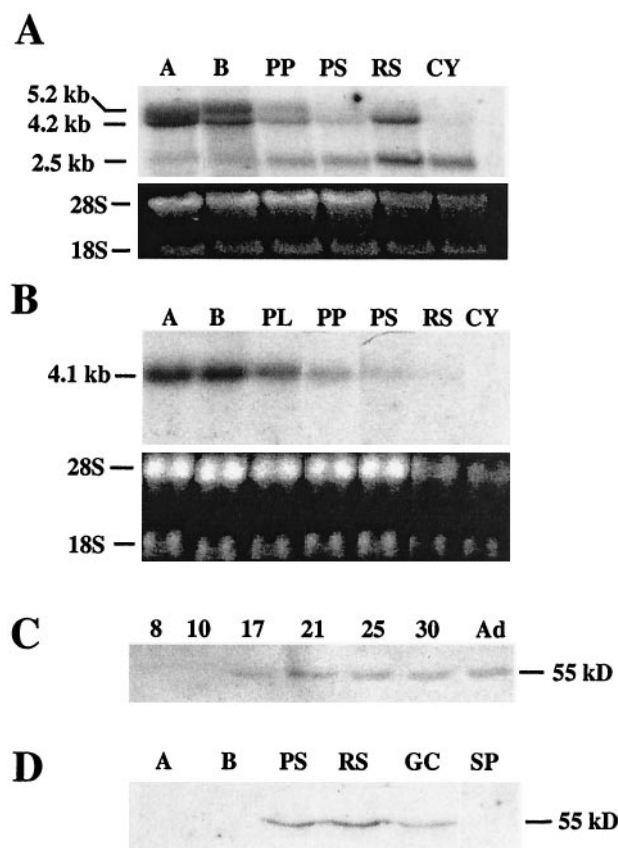 A
A B PP PS RS CY
5.2 kb
4.2 kb
2.5 kb
28S
18S
B
A B PL PP PS RS CY
4.1 kb
28S
18S
C
8 10 17 21 25 30 Ad
55 kD
D
A B PS RS GC SP
55 kD